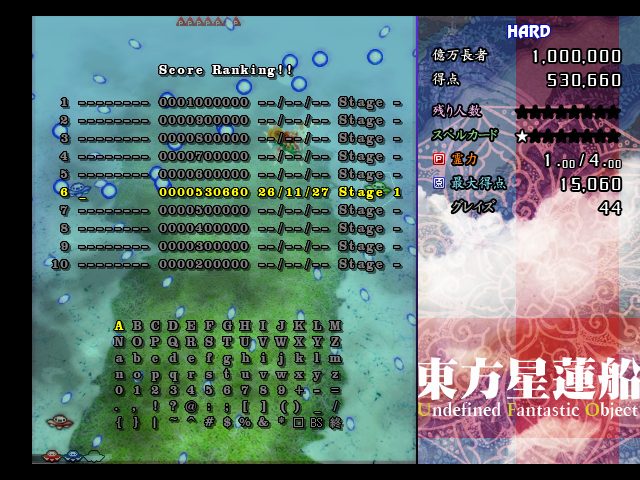 Score Ranking!!
1 -------- 0001000000 --/--/-- Stage -
2 -------- 0000900000 --/--/-- Stage -
3 -------- 0000800000 --/--/-- Stage -
4 -------- 0000700000 --/--/-- Stage -
5 -------- 0000600000 --/--/-- Stage -
6 _ 0000530660 26/11/27 Stage 1
7 -------- 0000500000 --/--/-- Stage -
8 -------- 0000400000 --/--/-- Stage -
9 -------- 0000300000 --/--/-- Stage -
10 -------- 0000200000 --/--/-- Stage -
A B C D E F G H I J K L M
N O P Q R S T U V W X Y Z
a b c d e f g h i j k l m
n o p q r s t u v w x y z
0 1 2 3 4 5 6 7 8 9 + - =
. , ! ? @ : ; [ ] ( ) _ /
{ } | ~ ^ # $ % & * □ BS 終
HARD
億万長者 1,000,000
得点 530,660
残り人数
スペルカード
P 霊力 1.00/4.00
点 最大得点 15,060
グレイズ 44
東方星蓮船
Undefined Fantastic Object